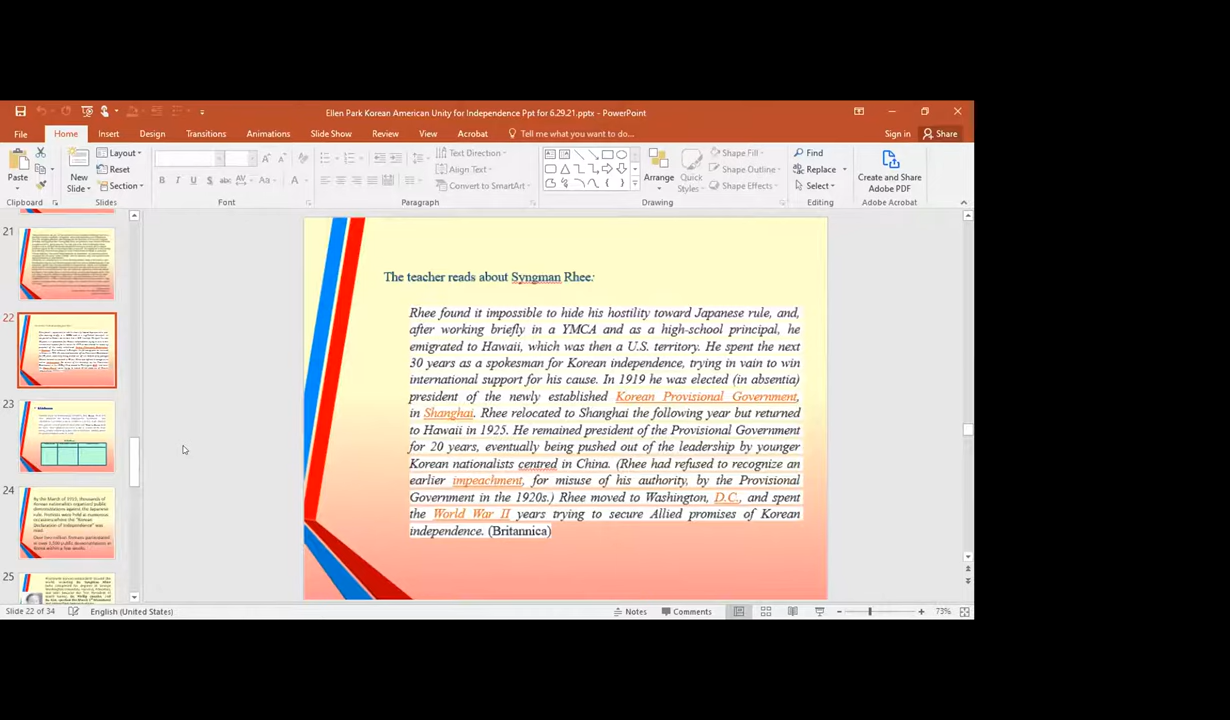 Ellen Park Korean American Unity for Independence Ppt for 6.29.21.pptx - PowerPoint
File Home Insert Design Transitions Animations Slide Show Review View Acrobat Tell me what you want to do... Sign in Share
Paste
New Slide
Layout
Reset
Section
Text Direction
Align Text
Convert to SmartArt
Arrange
Quick Styles
Shape Fill
Shape Outline
Shape Effects
Find
Replace
Select
Create and Share Adobe PDF
Clipboard Slides Font Paragraph Drawing Editing Adobe Acrobat
21
22
23
24
25
By the March of 1919, thousands of
The teacher reads about Syngman Rhee:
Rhee found it impossible to hide his hostility toward Japanese rule, and,
after working briefly in a YMCA and as a high-school principal, he
emigrated to Hawaii, which was then a U.S. territory. He spent the next
30 years as a spokesman for Korean independence, trying in vain to win
international support for his cause. In 1919 he was elected (in absentia)
president of the newly established Korean Provisional Government,
in Shanghai. Rhee relocated to Shanghai the following year but returned
to Hawaii in 1925. He remained president of the Provisional Government
for 20 years, eventually being pushed out of the leadership by younger
Korean nationalists centred in China. (Rhee had refused to recognize an
earlier impeachment, for misuse of his authority, by the Provisional
Government in the 1920s.) Rhee moved to Washington, D.C., and spent
the World War II years trying to secure Allied promises of Korean
independence. (Britannica)
Slide 22 of 34 English (United States) Notes Comments 73%